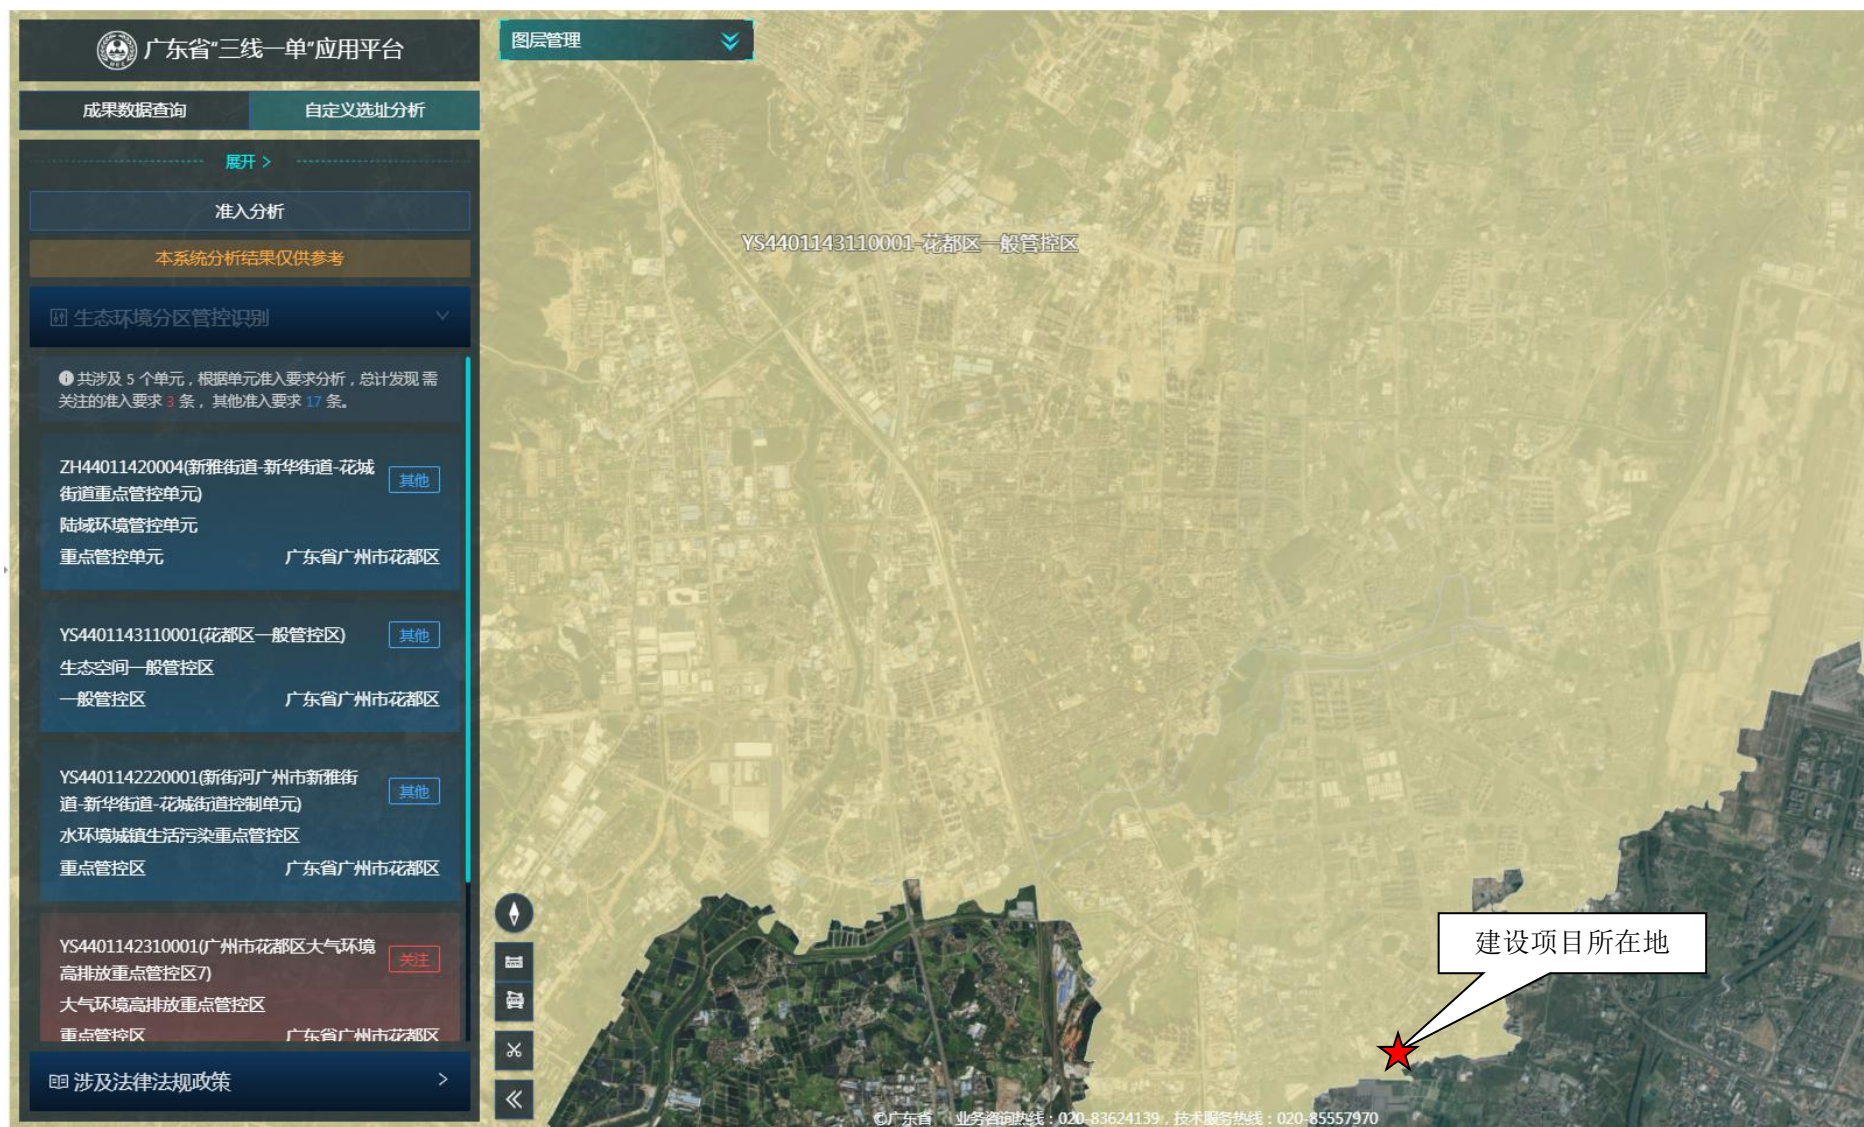 广东省“三线一单”应用平台
成果数据查询
自定义选址分析
展开 >
准入分析
本系统分析结果仅供参考
生态环境分区管控识别
共涉及 5 个单元，根据单元准入要求分析，总计发现 需
关注的准入要求 3 条， 其他准入要求 17 条。
ZH44011420004(新雅街道-新华街道-花城
街道重点管控单元)
其他
陆域环境管控单元
重点管控单元 广东省广州市花都区
YS4401143110001(花都区一般管控区)
其他
生态空间一般管控区
一般管控区 广东省广州市花都区
YS4401142220001(新街河广州市新雅街
道-新华街道-花城街道控制单元)
其他
水环境城镇生活污染重点管控区
重点管控区 广东省广州市花都区
YS4401142310001(广州市花都区大气环境
高排放重点管控区7)
关注
大气环境高排放重点管控区
重点管控区 广东省广州市花都区
涉及法律法规政策 >
图层管理
YS4401143110001-花都区一般管控区
建设项目所在地
©广东省 业务咨询热线：020-83624139，技术服务热线：020-85557970